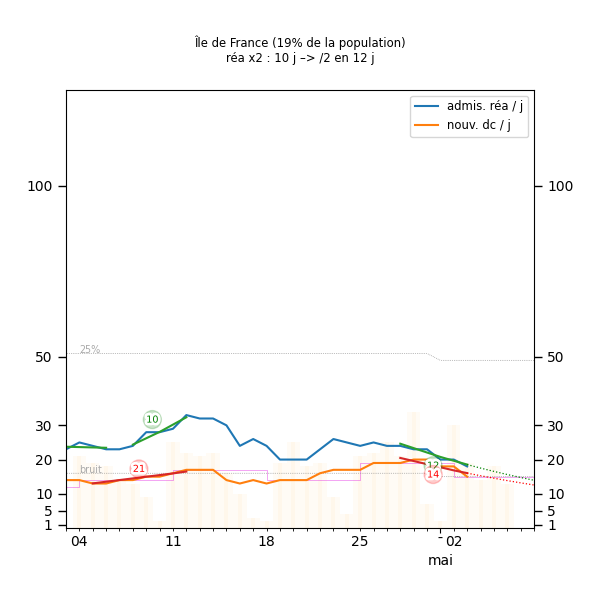 Île de France (19% de la population)
réa x2 : 10 j –> /2 en 12 j
admis. réa / j
nouv. dc / j
100 100
50 50
25%
30 30
10
20 20
bruit
21
12
14
10 10
5 5
1 1
04 11 18 25 02
mai